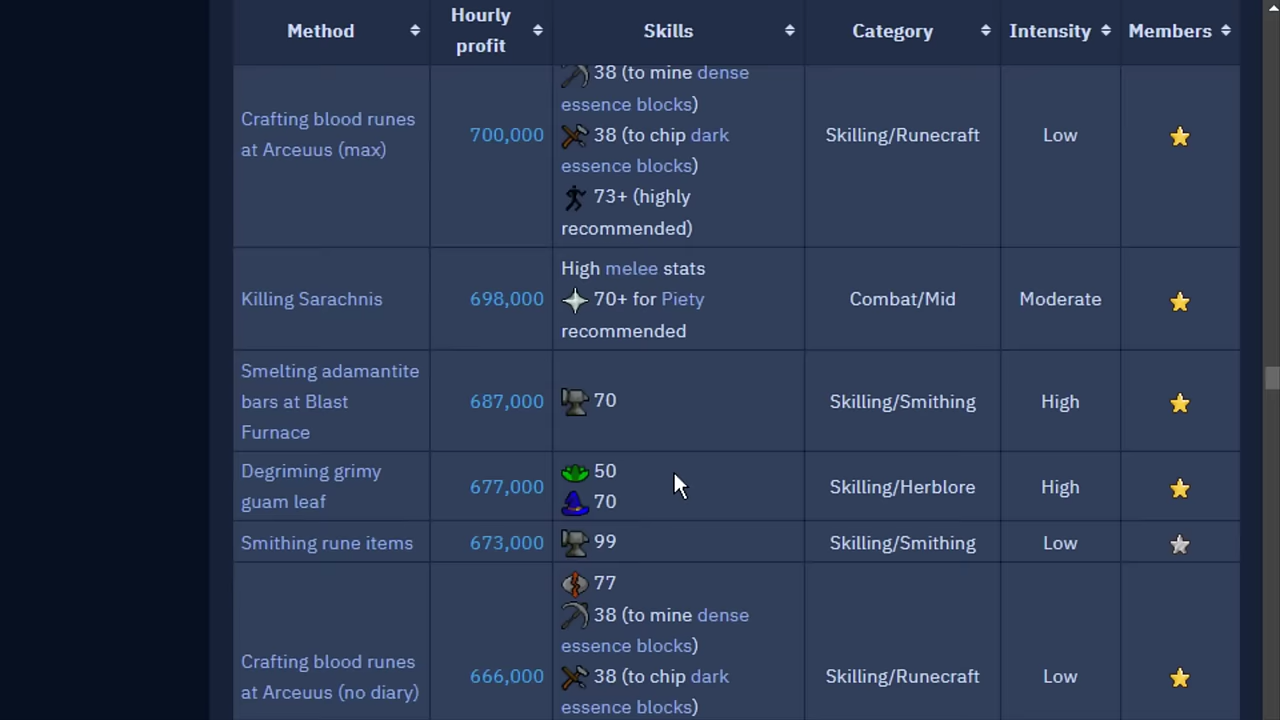 Method
Hourly
profit
Skills
Category
Intensity
Members
Crafting blood runes
at Arceuus (max)
700,000
38 (to mine dense
essence blocks)
38 (to chip dark
essence blocks)
73+ (highly
recommended)
Skilling/Runecraft
Low
Killing Sarachnis
698,000
High melee stats
70+ for Piety
recommended
Combat/Mid
Moderate
Smelting adamantite
bars at Blast
Furnace
687,000
70
Skilling/Smithing
High
Degriming grimy
guam leaf
677,000
50
70
Skilling/Herblore
High
Smithing rune items
673,000
99
Skilling/Smithing
Low
Crafting blood runes
at Arceuus (no diary)
666,000
77
38 (to mine dense
essence blocks)
38 (to chip dark
essence blocks)
Skilling/Runecraft
Low